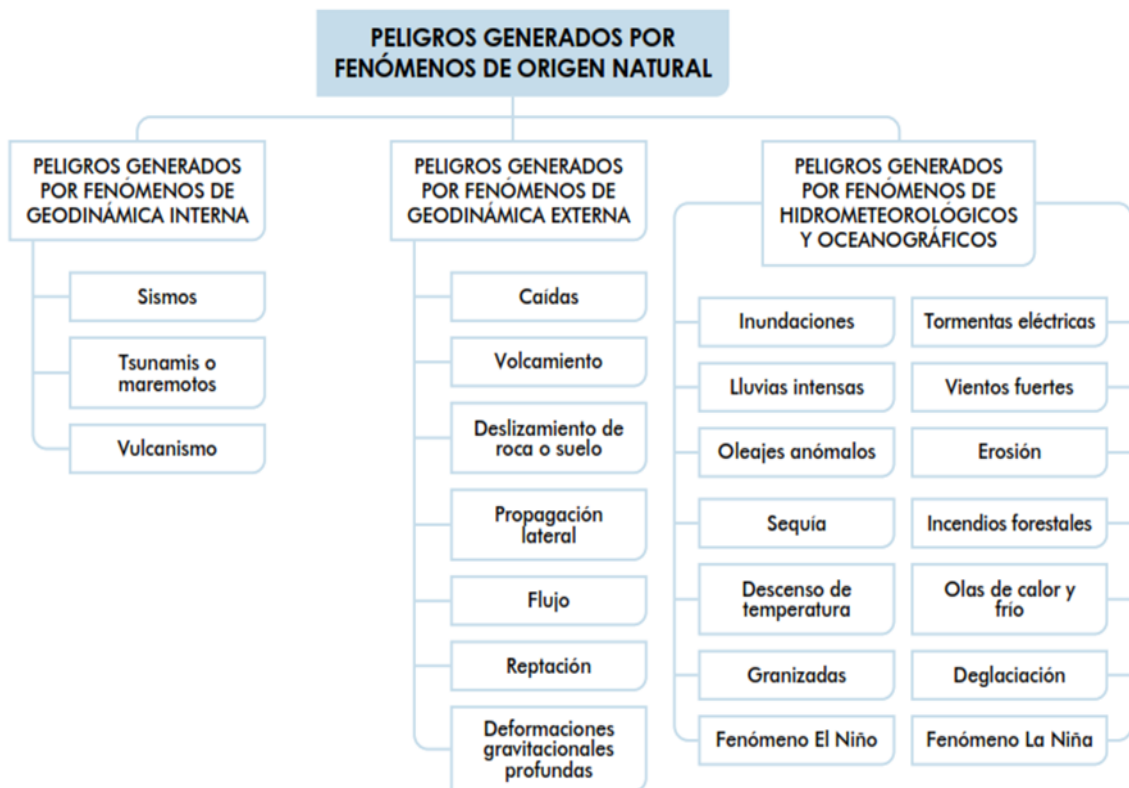 PELIGROS GENERADOS POR
FENÓMENOS DE ORIGEN NATURAL
PELIGROS GENERADOS
POR FENÓMENOS DE
GEODINÁMICA INTERNA
Sismos
Tsunamis o
maremotos
Vulcanismo
PELIGROS GENERADOS
POR FENÓMENOS DE
GEODINÁMICA EXTERNA
Caídas
Volcamiento
Deslizamiento de
roca o suelo
Propagación
lateral
Flujo
Reptación
Deformaciones
gravitacionales
profundas
PELIGROS GENERADOS
POR FENÓMENOS DE
HIDROMETEOROLÓGICOS
Y OCEANOGRÁFICOS
Inundaciones
Lluvias intensas
Oleajes anómalos
Sequía
Descenso de
temperatura
Granizadas
Fenómeno El Niño
Tormentas eléctricas
Vientos fuertes
Erosión
Incendios forestales
Olas de calor y
frío
Deglaciación
Fenómeno La Niña